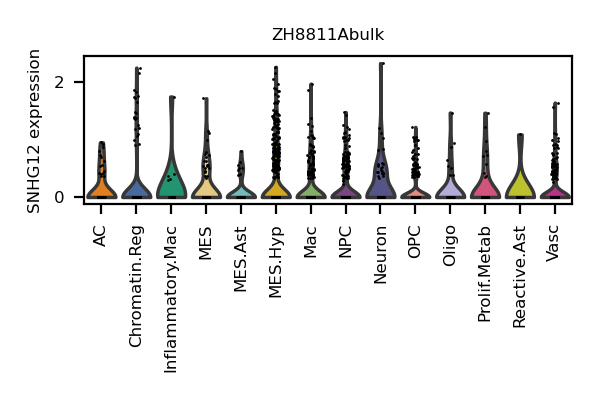 ZH8811Abulk
SNHG12 expression
2
0
AC
Chromatin.Reg
Inflammatory.Mac
MES
MES.Ast
MES.Hyp
Mac
NPC
Neuron
OPC
Oligo
Prolif.Metab
Reactive.Ast
Vasc